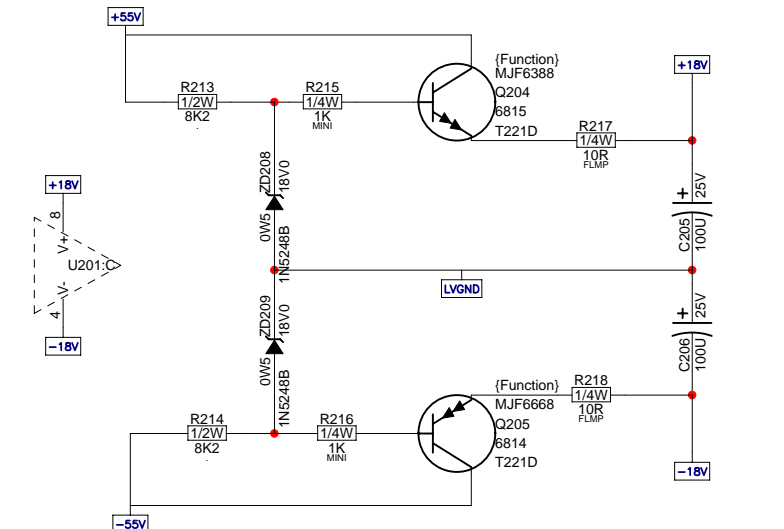 +55V
R213
1/2W
8K2
.
R215
1/4W
1K
MINI
{Function}
MJF6388
Q204
6815
T221D
+18V
R217
1/4W
10R
FLMP
ZD208
18V0
0W5
1N5248B
+
25V
C205
100U
+18V
8
V+
U201:C
V-
4
-18V
LVGND
ZD209
18V0
0W5
1N5248B
+
25V
C206
100U
R214
1/2W
8K2
.
R216
1/4W
1K
MINI
{Function}
MJF6668
Q205
6814
T221D
R218
1/4W
10R
FLMP
-18V
-55V